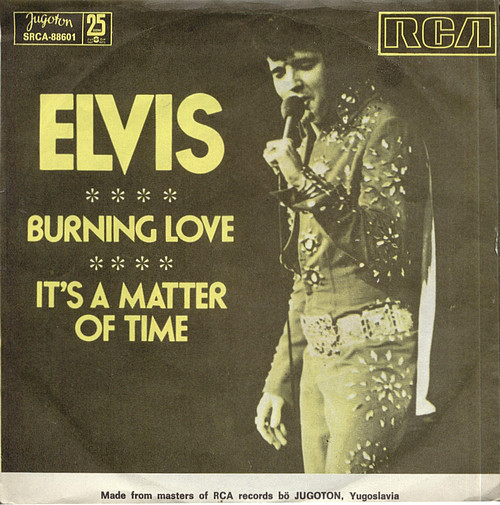 Jugoton
SRCA-88601
25
RCA
ELVIS
BURNING LOVE
IT'S A MATTER
OF TIME
Made from masters of RCA records bö JUGOTON, Yugoslavia